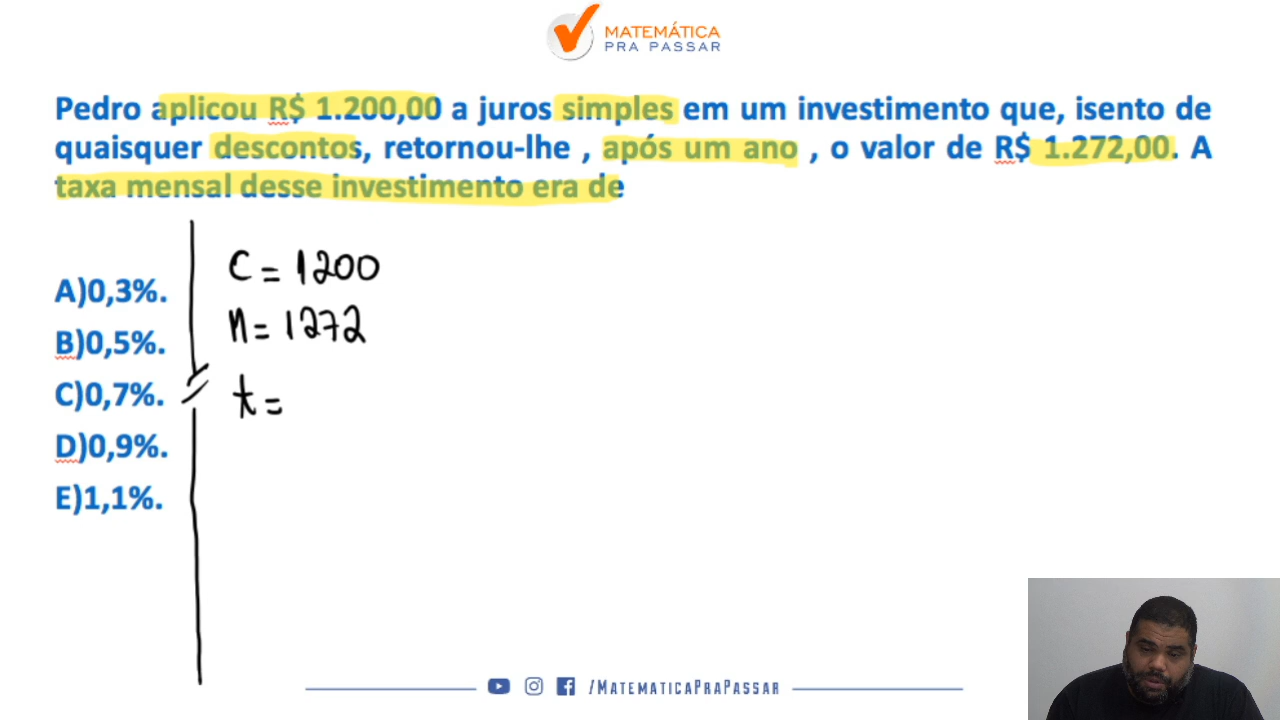 MATEMÁTICA
PRA PASSAR
Pedro aplicou R$ 1.200,00 a juros simples em um investimento que, isento de
quaisquer descontos, retornou-lhe , após um ano , o valor de R$ 1.272,00. A
taxa mensal desse investimento era de
A)0,3%.
B)0,5%.
C)0,7%.
D)0,9%.
E)1,1%.
C = 1200
M = 1272
t =
/MATEMATICAPRAPASSAR